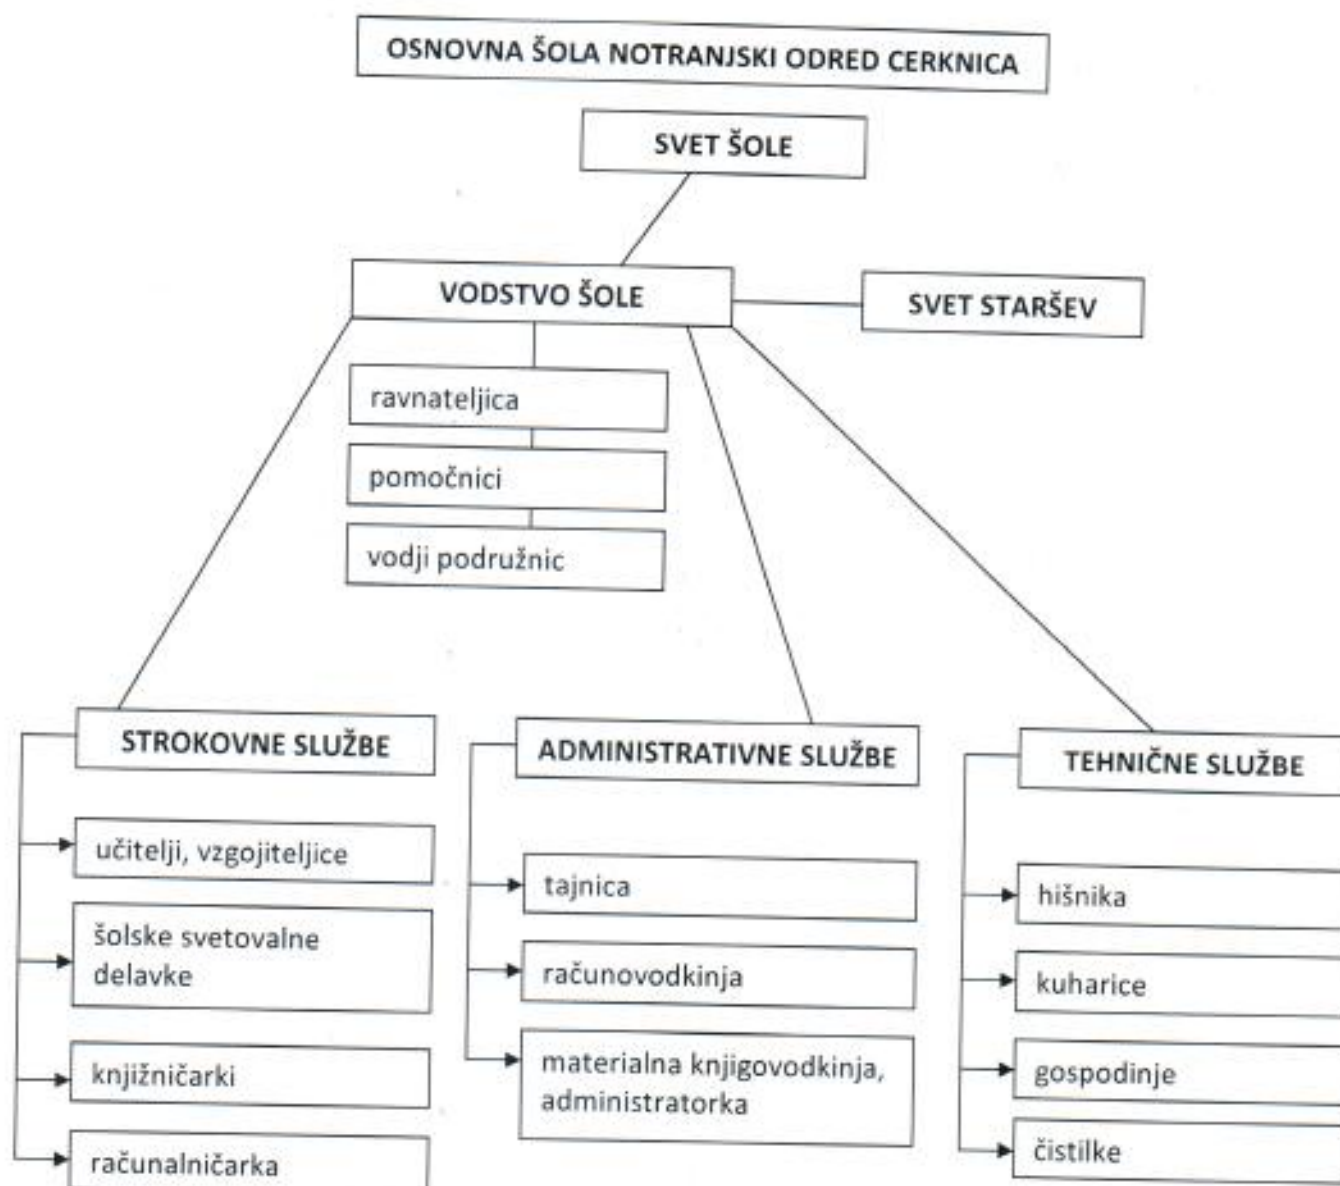 OSNOVNA ŠOLA NOTRANJSKI ODRED CERKNICA
SVET ŠOLE
VODSTVO ŠOLE
SVET STARŠEV
ravnateljica
pomočnici
vodji podružnic
STROKOVNE SLUŽBE
učitelji, vzgojiteljice
šolske svetovalne
delavke
knjižničarki
računalničarka
ADMINISTRATIVNE SLUŽBE
tajnica
računovodkinja
materialna knjigovodkinja,
administratorka
TEHNIČNE SLUŽBE
hišnika
kuharice
gospodinje
čistilke